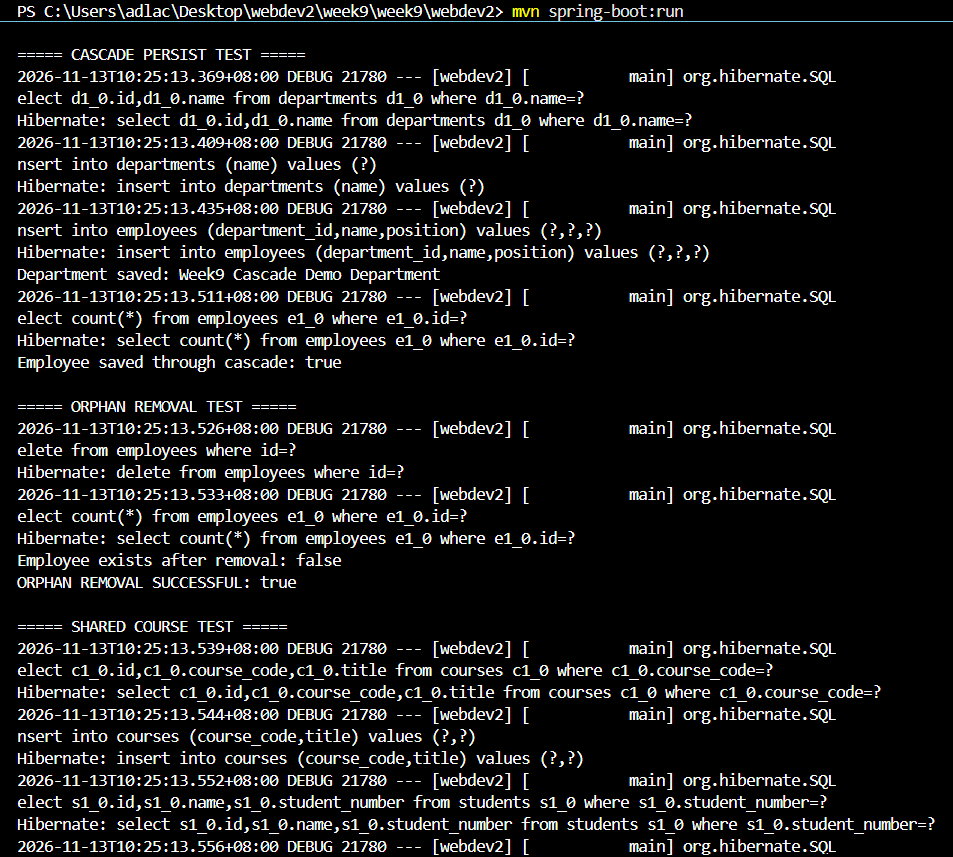 PS C:\Users\adlac\Desktop\webdev2\week9\week9\webdev2> mvn spring-boot:run
===== CASCADE PERSIST TEST =====
2026-11-13T10:25:13.369+08:00 DEBUG 21780 --- [webdev2] [           main] org.hibernate.SQL
elect d1_0.id,d1_0.name from departments d1_0 where d1_0.name=?
Hibernate: select d1_0.id,d1_0.name from departments d1_0 where d1_0.name=?
2026-11-13T10:25:13.409+08:00 DEBUG 21780 --- [webdev2] [           main] org.hibernate.SQL
nsert into departments (name) values (?)
Hibernate: insert into departments (name) values (?)
2026-11-13T10:25:13.435+08:00 DEBUG 21780 --- [webdev2] [           main] org.hibernate.SQL
nsert into employees (department_id,name,position) values (?,?,?)
Hibernate: insert into employees (department_id,name,position) values (?,?,?)
Department saved: Week9 Cascade Demo Department
2026-11-13T10:25:13.511+08:00 DEBUG 21780 --- [webdev2] [           main] org.hibernate.SQL
elect count(*) from employees e1_0 where e1_0.id=?
Hibernate: select count(*) from employees e1_0 where e1_0.id=?
Employee saved through cascade: true
===== ORPHAN REMOVAL TEST =====
2026-11-13T10:25:13.526+08:00 DEBUG 21780 --- [webdev2] [           main] org.hibernate.SQL
elete from employees where id=?
Hibernate: delete from employees where id=?
2026-11-13T10:25:13.533+08:00 DEBUG 21780 --- [webdev2] [           main] org.hibernate.SQL
elect count(*) from employees e1_0 where e1_0.id=?
Hibernate: select count(*) from employees e1_0 where e1_0.id=?
Employee exists after removal: false
ORPHAN REMOVAL SUCCESSFUL: true
===== SHARED COURSE TEST =====
2026-11-13T10:25:13.539+08:00 DEBUG 21780 --- [webdev2] [           main] org.hibernate.SQL
elect c1_0.id,c1_0.course_code,c1_0.title from courses c1_0 where c1_0.course_code=?
Hibernate: select c1_0.id,c1_0.course_code,c1_0.title from courses c1_0 where c1_0.course_code=?
2026-11-13T10:25:13.544+08:00 DEBUG 21780 --- [webdev2] [           main] org.hibernate.SQL
nsert into courses (course_code,title) values (?,?)
Hibernate: insert into courses (course_code,title) values (?,?)
2026-11-13T10:25:13.552+08:00 DEBUG 21780 --- [webdev2] [           main] org.hibernate.SQL
elect s1_0.id,s1_0.name,s1_0.student_number from students s1_0 where s1_0.student_number=?
Hibernate: select s1_0.id,s1_0.name,s1_0.student_number from students s1_0 where s1_0.student_number=?
2026-11-13T10:25:13.556+08:00 DEBUG 21780 --- [webdev2] [           main] org.hibernate.SQL